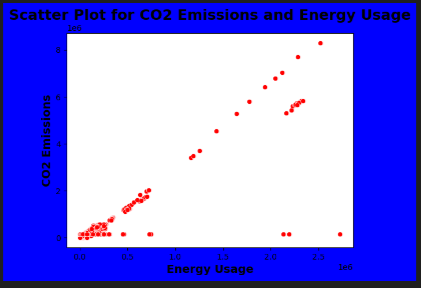 Scatter Plot for CO2 Emissions and Energy Usage
CO2 Emissions
0.0 0.5 1.0 1.5 2.0 2.5
Energy Usage
1e6